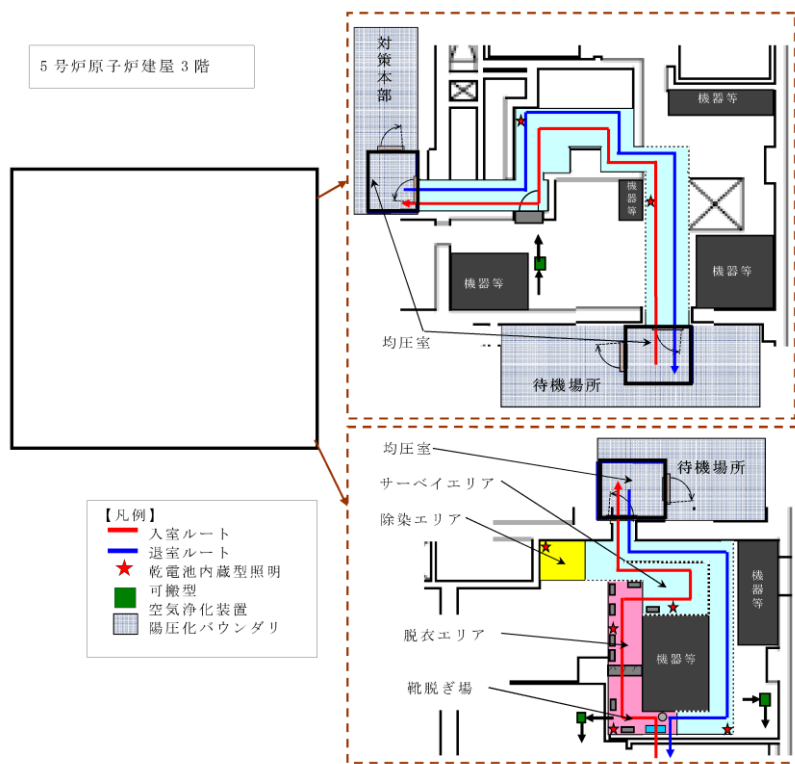 5号炉原子炉建屋3階
対策本部
機器等
機器等
機器等
機器等
均圧室
待機場所
均圧室
サーベイエリア
除染エリア
待機場所
機器等
脱衣エリア
機器等
靴脱ぎ場
【凡例】
入室ルート
退室ルート
乾電池内蔵型照明
可搬型
空気浄化装置
陽圧化バウンダリ